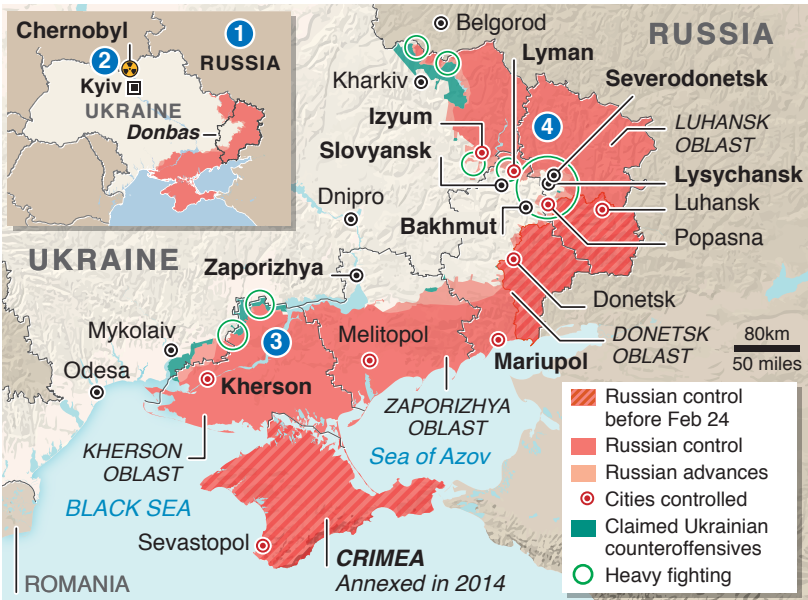 Chernobyl
1
RUSSIA
2
Kyiv
UKRAINE
Donbas
Belgorod
RUSSIA
Lyman
Kharkiv
Severodonetsk
Izyum
4
LUHANSK
OBLAST
Slovyansk
Lysychansk
Dnipro
Luhansk
Bakhmut
Popasna
UKRAINE
Zaporizhya
Donetsk
Mykolaiv
3
Melitopol
DONETSK
OBLAST
80km
50 miles
Odesa
Kherson
Mariupol
ZAPORIZHYA
OBLAST
KHERSON
OBLAST
Sea of Azov
BLACK SEA
Sevastopol
CRIMEA
Annexed in 2014
ROMANIA
Russian control
before Feb 24
Russian control
Russian advances
Cities controlled
Claimed Ukrainian
counteroffensives
Heavy fighting